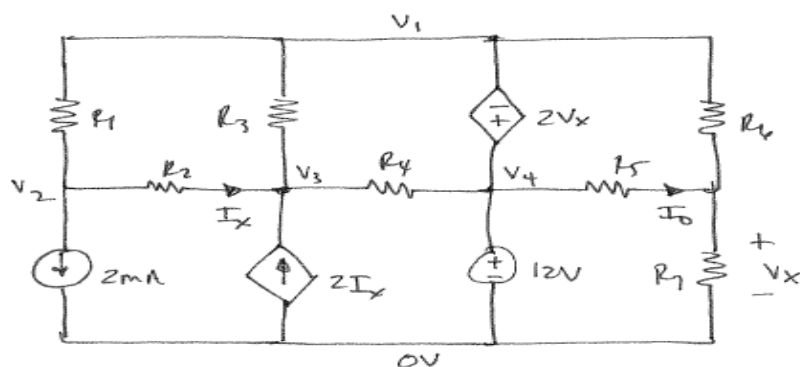 V1
R1
R3
- +
2Vx
R6
R2
R4
R5
V2
V3
V4
Ix
Io
2mA
2Ix
+ -
12V
R7
+
Vx
-
0V